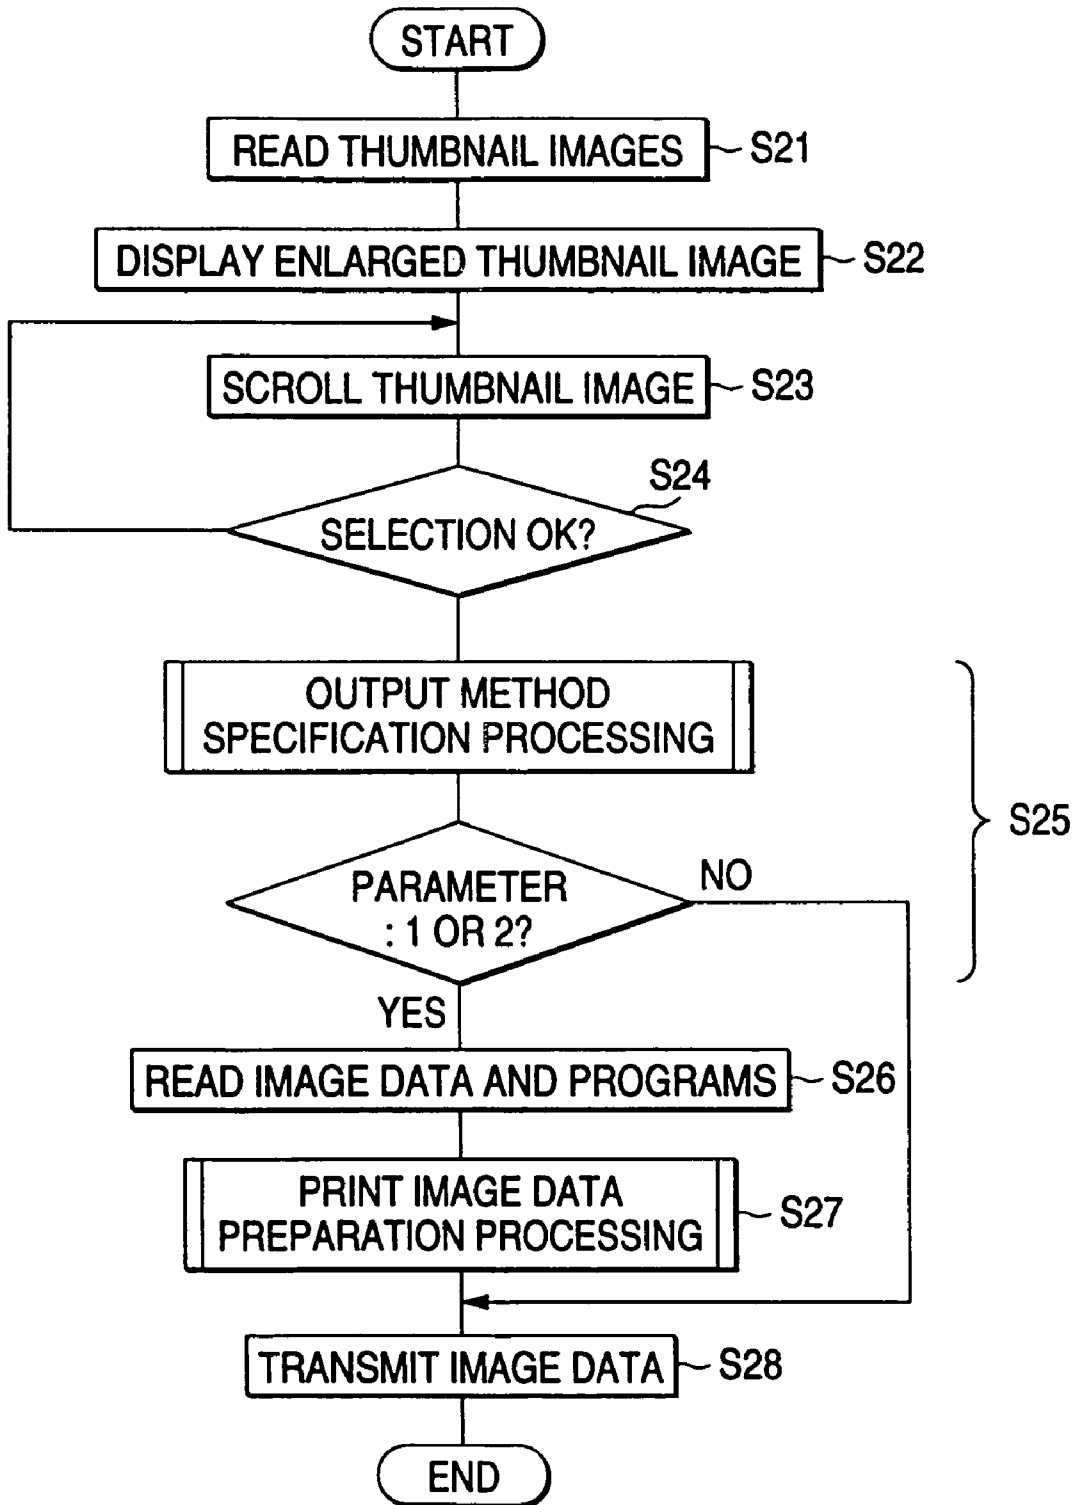 START
READ THUMBNAIL IMAGES
S21
DISPLAY ENLARGED THUMBNAIL IMAGE
S22
SCROLL THUMBNAIL IMAGE
S23
S24
SELECTION OK?
OUTPUT METHOD
SPECIFICATION PROCESSING
S25
PARAMETER
: 1 OR 2?
NO
YES
READ IMAGE DATA AND PROGRAMS
S26
PRINT IMAGE DATA
PREPARATION PROCESSING
S27
TRANSMIT IMAGE DATA
S28
END